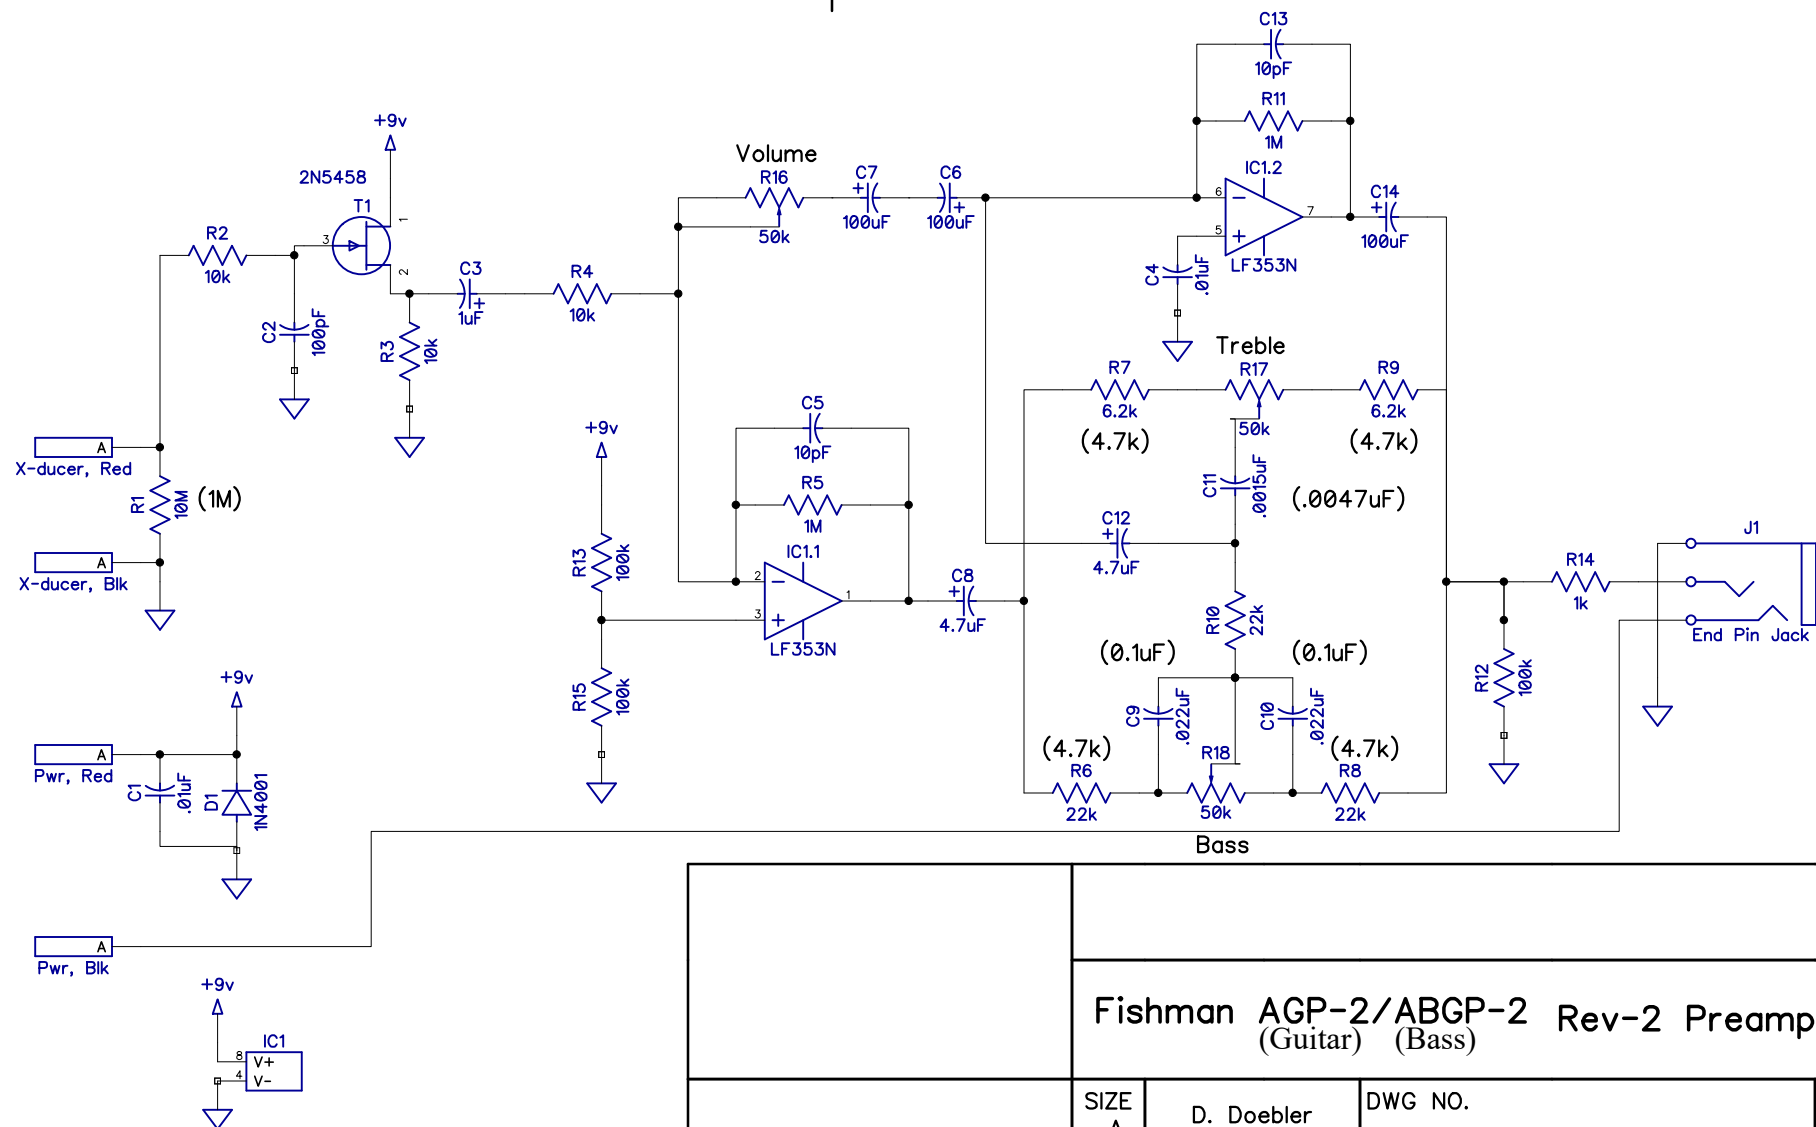 C13
10pF
R11
1M
+9v
2N5458
T1
1
3
2
R2
10k
C2
100pF
R3
10k
C3
+
1uF
R4
10k
Volume
R16
50k
C7
+
100uF
C6
+
100uF
IC1.2
6
5
7
LF353N
C14
+
100uF
C4
.01uF
Treble
R7
6.2k
(4.7k)
R17
50k
R9
6.2k
(4.7k)
C11
.0015uF
(.0047uF)
A
X-ducer, Red
R1
10M
(1M)
A
X-ducer, Blk
+9v
R13
100k
R15
100k
C5
10pF
R5
1M
IC1.1
2
3
1
LF353N
C8
+
4.7uF
C12
+
4.7uF
R10
22k
(0.1uF)
(0.1uF)
C9
.022uF
C10
.022uF
(4.7k)
R6
22k
R18
50k
(4.7k)
R8
22k
Bass
R12
100k
R14
1k
J1
End Pin Jack
+9v
A
Pwr, Red
C1
.01uF
D1
1N4001
A
Pwr, Blk
+9v
IC1
8 V+
4 V-
Fishman AGP-2/ABGP-2 Rev-2 Preamp
(Guitar) (Bass)
SIZE
D. Doebler
DWG NO.